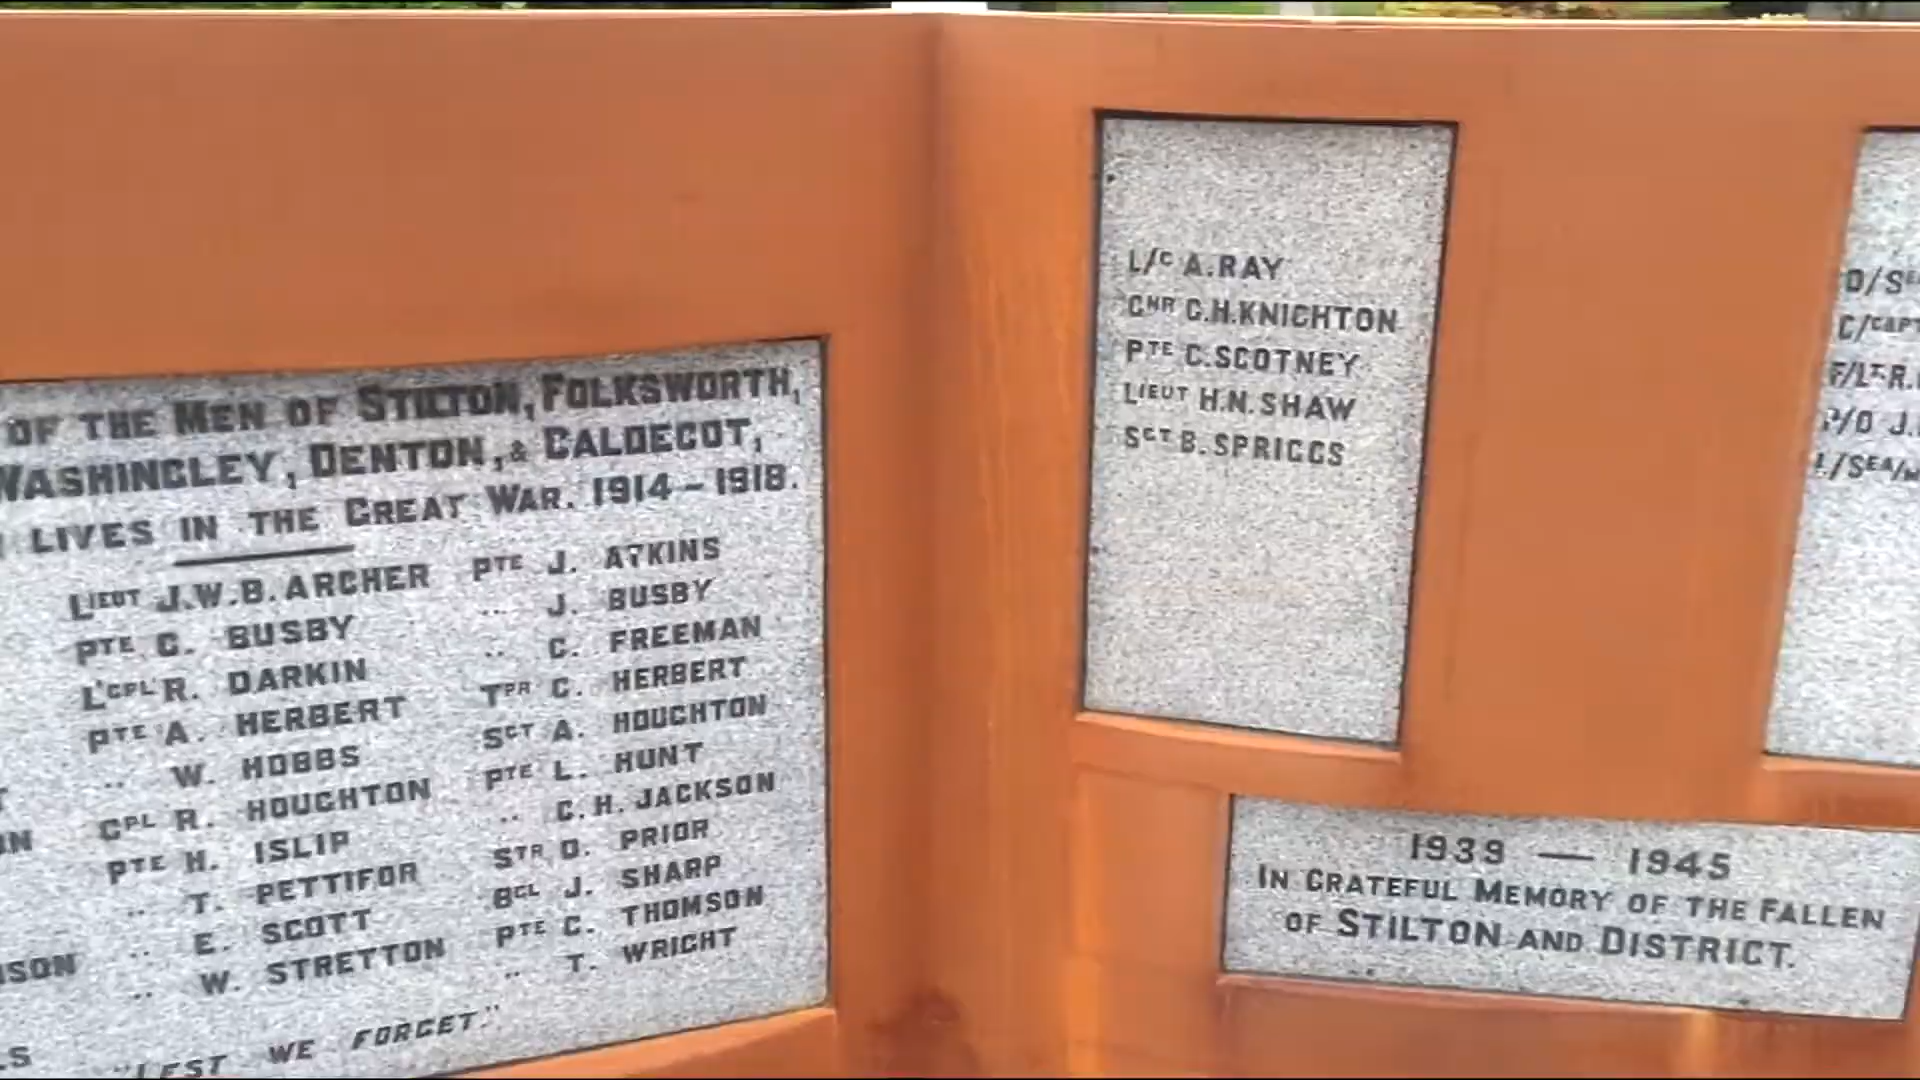 OF THE MEN OF STILTON, FOLKSWORTH,
WASHINGLEY, DENTON, & CALDECOT,
LIVES IN THE GREAT WAR. 1914-1918.
LIEUT J.W.B. ARCHER PTE J. ATKINS
PTE C. BUSBY .. J. BUSBY
L'CPL R. DARKIN .. C. FREEMAN
PTE A. HERBERT TPR C. HERBERT
.. W. HOBBS SGT A. HOUGHTON
CPL R. HOUGHTON PTE L. HUNT
PTE H. ISLIP .. C. H. JACKSON
.. T. PETTIFOR STR D. PRIOR
.. E. SCOTT BGL J. SHARP
.. W. STRETTON PTE C. THOMSON
.. T. WRIGHT
"LEST WE FORGET."
L/C A. RAY
GNR G.H. KNIGHTON
PTE C. SCOTNEY
LIEUT H.N. SHAW
SGT B. SPRIGGS
F/LT R.
P/O J.
1939 — 1945
IN GRATEFUL MEMORY OF THE FALLEN
OF STILTON AND DISTRICT.